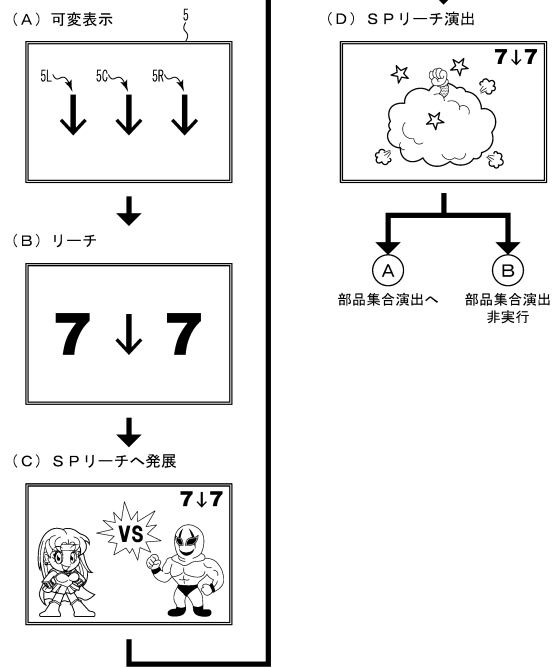 （A）可変表示
5
5L
5C
5R
（B）リーチ
7↓7
（C）SPリーチへ発展
7↓7
VS
（D）SPリーチ演出
7↓7
A
部品集合演出へ
B
部品集合演出
非実行